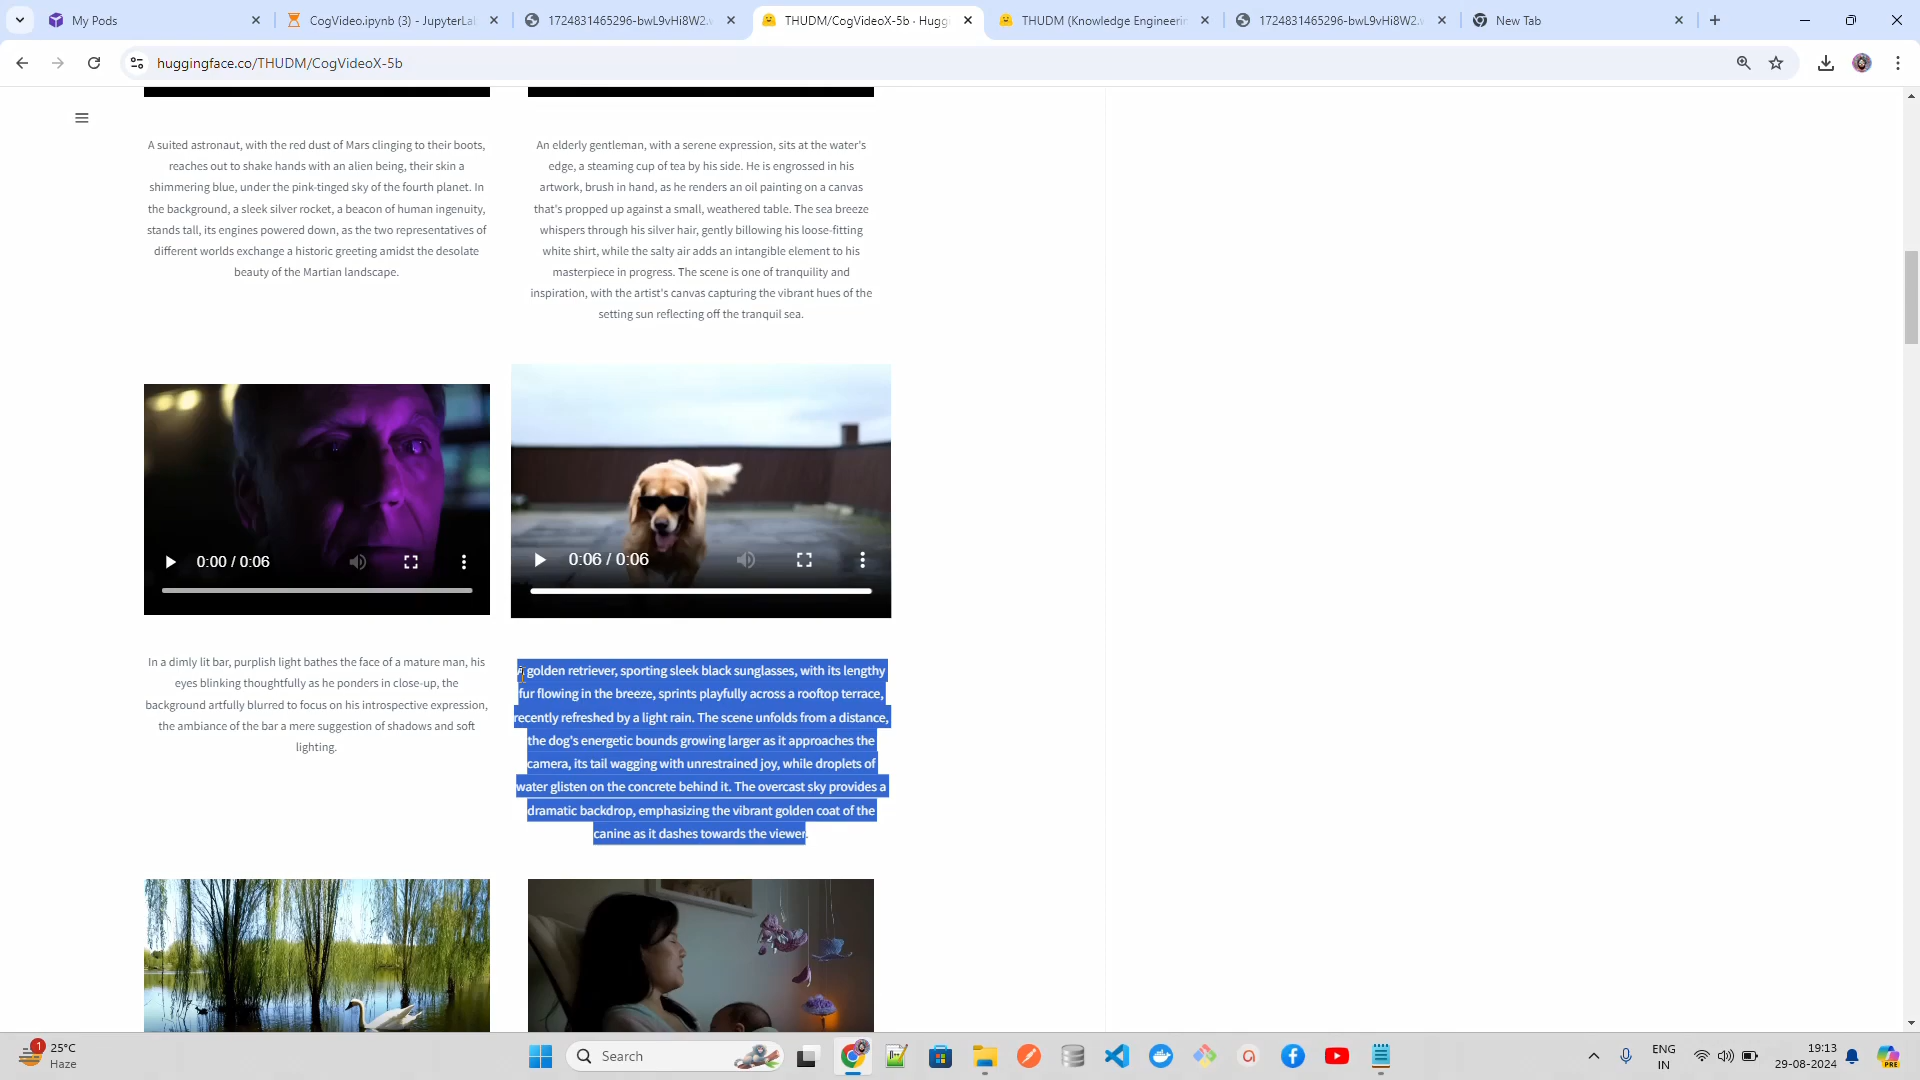 My Pods
CogVideo.ipynb (3) - JupyterLa
1724831465296-bwL9vHi8W2.
THUDM/CogVideoX-5b · Hugg
THUDM (Knowledge Engineerin
1724831465296-bwL9vHi8W2.
New Tab
huggingface.co/THUDM/CogVideoX-5b
A suited astronaut, with the red dust of Mars clinging to their boots,
reaches out to shake hands with an alien being, their skin a
shimmering blue, under the pink-tinged sky of the fourth planet. In
the background, a sleek silver rocket, a beacon of human ingenuity,
stands tall, its engines powered down, as the two representatives of
different worlds exchange a historic greeting amidst the desolate
beauty of the Martian landscape.
An elderly gentleman, with a serene expression, sits at the water's
edge, a steaming cup of tea by his side. He is engrossed in his
artwork, brush in hand, as he renders an oil painting on a canvas
that's propped up against a small, weathered table. The sea breeze
whispers through his silver hair, gently billowing his loose-fitting
white shirt, while the salty air adds an intangible element to his
masterpiece in progress. The scene is one of tranquility and
inspiration, with the artist's canvas capturing the vibrant hues of the
setting sun reflecting off the tranquil sea.
0:00 / 0:06
0:06 / 0:06
In a dimly lit bar, purplish light bathes the face of a mature man, his
eyes blinking thoughtfully as he ponders in close-up, the
background artfully blurred to focus on his introspective expression,
the ambiance of the bar a mere suggestion of shadows and soft
lighting.
A golden retriever, sporting sleek black sunglasses, with its lengthy
fur flowing in the breeze, sprints playfully across a rooftop terrace,
recently refreshed by a light rain. The scene unfolds from a distance,
the dog's energetic bounds growing larger as it approaches the
camera, its tail wagging with unrestrained joy, while droplets of
water glisten on the concrete behind it. The overcast sky provides a
dramatic backdrop, emphasizing the vibrant golden coat of the
canine as it dashes towards the viewer.
1
25°C
Haze
Search
ENG
IN
19:13
29-08-2024
PRE